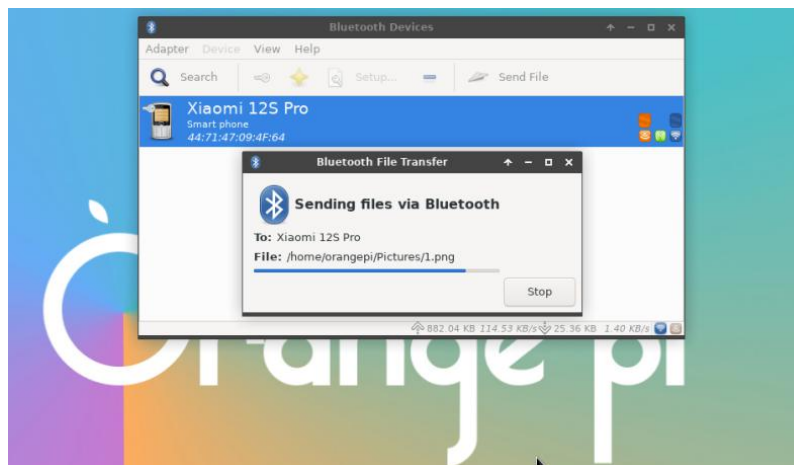 Bluetooth Devices
Adapter Device View Help
Search Setup... Send File
Xiaomi 12S Pro
Smart phone
44:71:47:09:4F:64
Bluetooth File Transfer
Sending files via Bluetooth
To: Xiaomi 12S Pro
File: /home/orangepi/Pictures/1.png
Stop
882.04 KB 114.53 KB/s 25.36 KB 1.40 KB/s
Orange pi